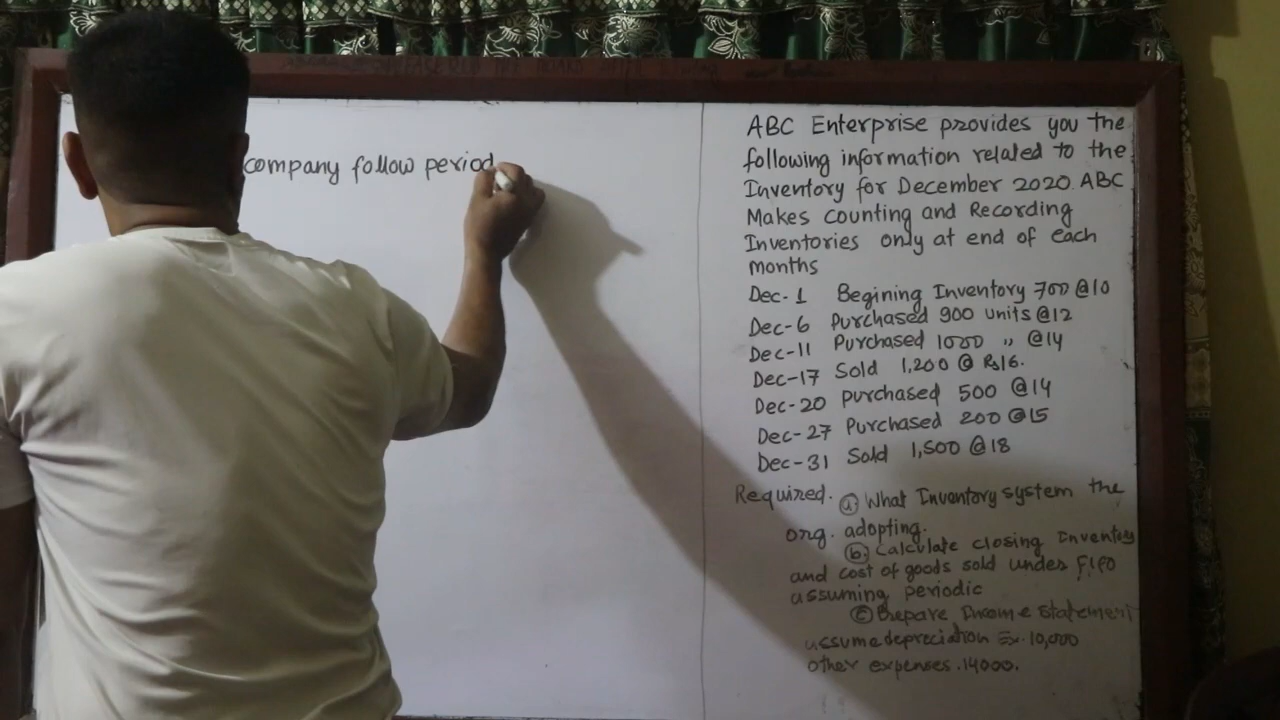 company follow period
ABC Enterprise provides you the
following information related to the
Inventory for December 2020. ABC
Makes Counting and Recording
Inventories only at end of each
months
Dec-1 Begining Inventory 700 @10
Dec-6 Purchased 900 units @12
Dec-11 Purchased 1000 " @14
Dec-17 Sold 1,200 @ Rs16.
Dec-20 purchased 500 @14
Dec-27 Purchased 200 @15
Dec-31 Sold 1,500 @18
Required. (a) What Inventory system the
org. adopting.
(b) Calculate closing Inventory
and cost of goods sold under FIFO
assuming periodic
(c) Prepare Income statement
assume depreciation Ex. 10,000
other expenses. 14000.